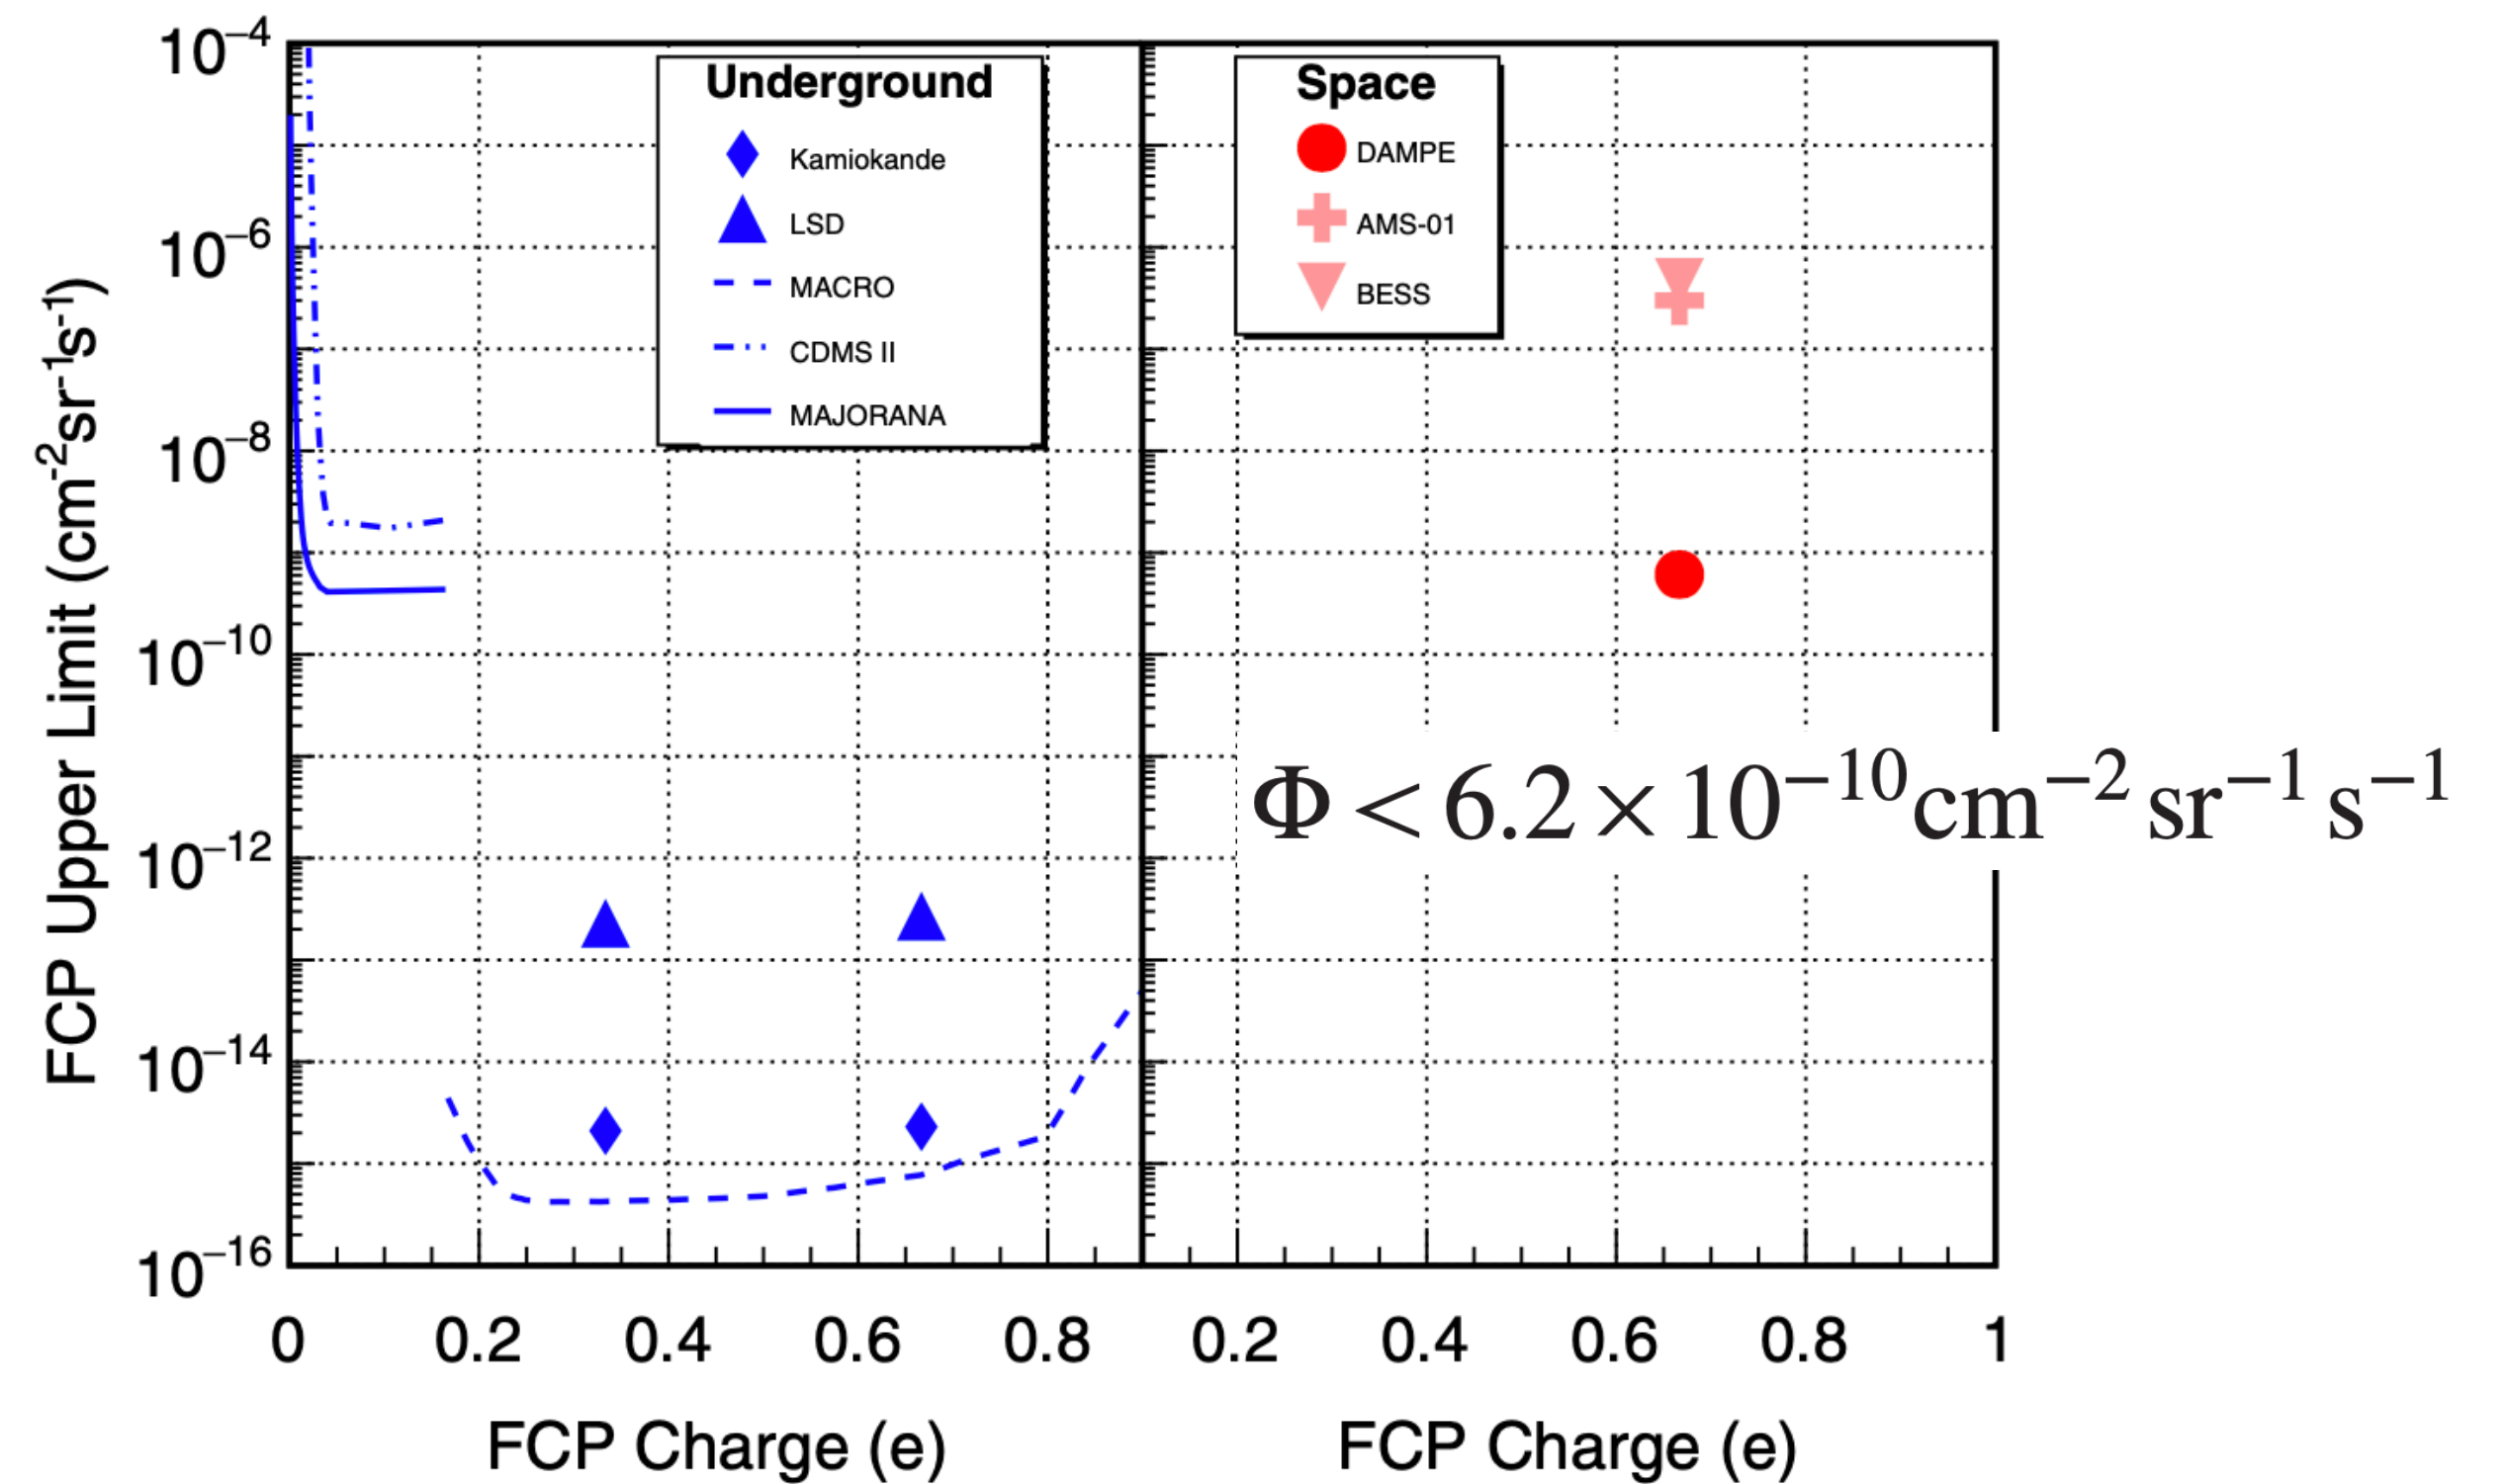 FCP Upper Limit (cm⁻²sr⁻¹s⁻¹)
10⁻⁴
10⁻⁶
10⁻⁸
10⁻¹⁰
10⁻¹²
10⁻¹⁴
10⁻¹⁶
Underground
Kamiokande
LSD
MACRO
CDMS II
MAJORANA
Space
DAMPE
AMS-01
BESS
Φ < 6.2 × 10⁻¹⁰ cm⁻² sr⁻¹ s⁻¹
0 0.2 0.4 0.6 0.8 0.2 0.4 0.6 0.8 1
FCP Charge (e) FCP Charge (e)